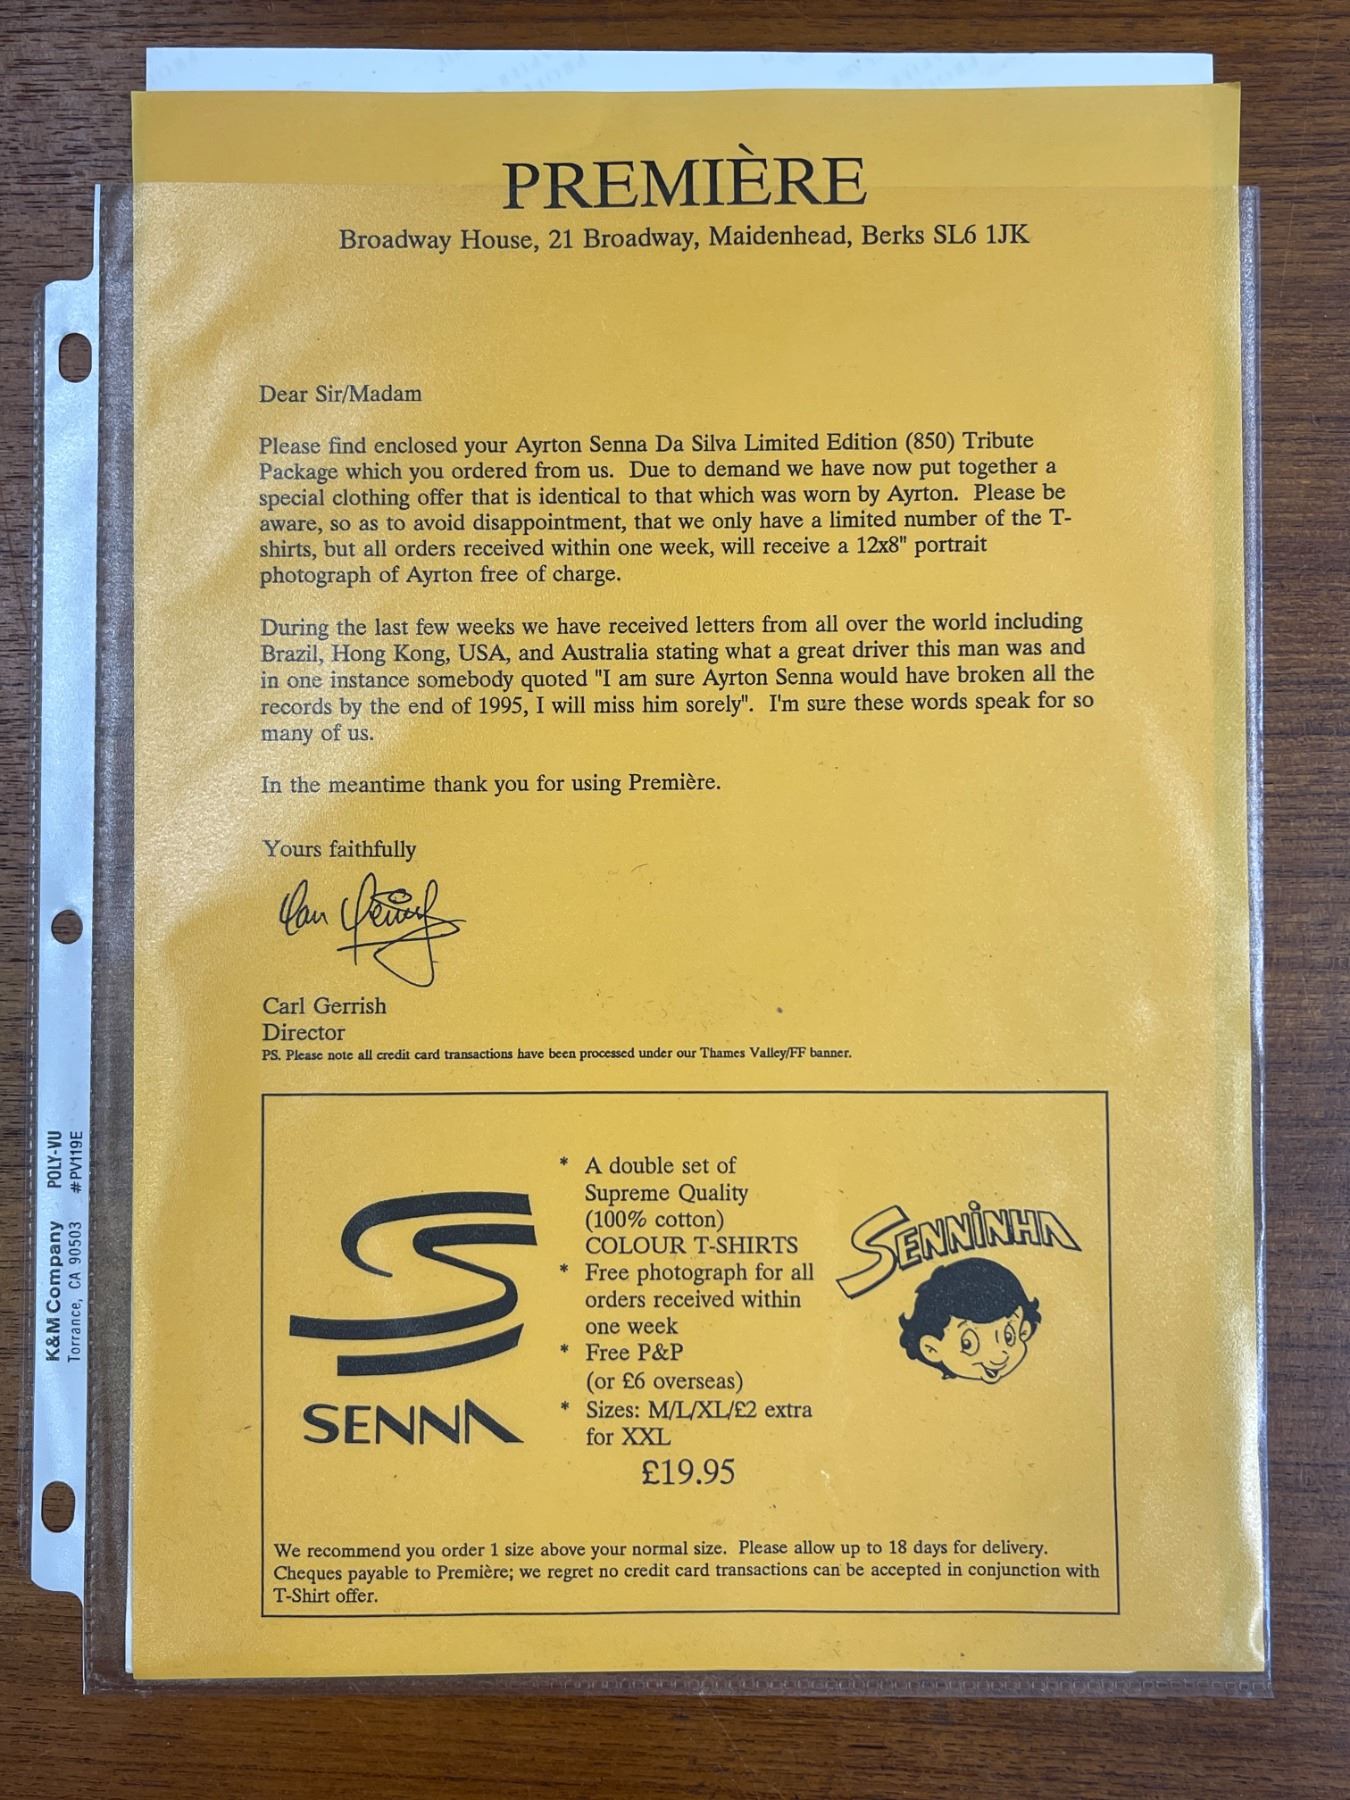 PREMIÈRE
Broadway House, 21 Broadway, Maidenhead, Berks SL6 1JK
Dear Sir/Madam
Please find enclosed your Ayrton Senna Da Silva Limited Edition (850) Tribute
Package which you ordered from us. Due to demand we have now put together a
special clothing offer that is identical to that which was worn by Ayrton. Please be
aware, so as to avoid disappointment, that we only have a limited number of the T-
shirts, but all orders received within one week, will receive a 12x8" portrait
photograph of Ayrton free of charge.
During the last few weeks we have received letters from all over the world including
Brazil, Hong Kong, USA, and Australia stating what a great driver this man was and
in one instance somebody quoted "I am sure Ayrton Senna would have broken all the
records by the end of 1995, I will miss him sorely". I'm sure these words speak for so
many of us.
In the meantime thank you for using Première.
Yours faithfully
Carl Gerrish
Director
PS. Please note all credit card transactions have been processed under our Thames Valley/FF banner.
SENNA
* A double set of
Supreme Quality
(100% cotton)
COLOUR T-SHIRTS
* Free photograph for all
orders received within
one week
* Free P&P
(or £6 overseas)
* Sizes: M/L/XL/£2 extra
for XXL
£19.95
SENNINHA
We recommend you order 1 size above your normal size. Please allow up to 18 days for delivery.
Cheques payable to Première; we regret no credit card transactions can be accepted in conjunction with
T-Shirt offer.
K&M Company POLY-VU
Torrance, CA 90503 #PV119E